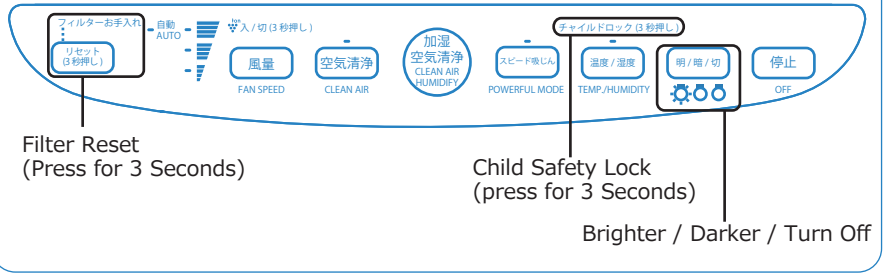 フィルターお手入れ
リセット
(3秒押し)
自動
AUTO
ion
入/切(3秒押し)
風量
FAN SPEED
空気清浄
CLEAN AIR
加湿
空気清浄
CLEAN AIR
HUMIDIFY
スピード吸じん
POWERFUL MODE
チャイルドロック(3秒押し)
温度/湿度
TEMP./HUMIDITY
明/暗/切
停止
OFF
Filter Reset
(Press for 3 Seconds)
Child Safety Lock
(press for 3 Seconds)
Brighter / Darker / Turn Off